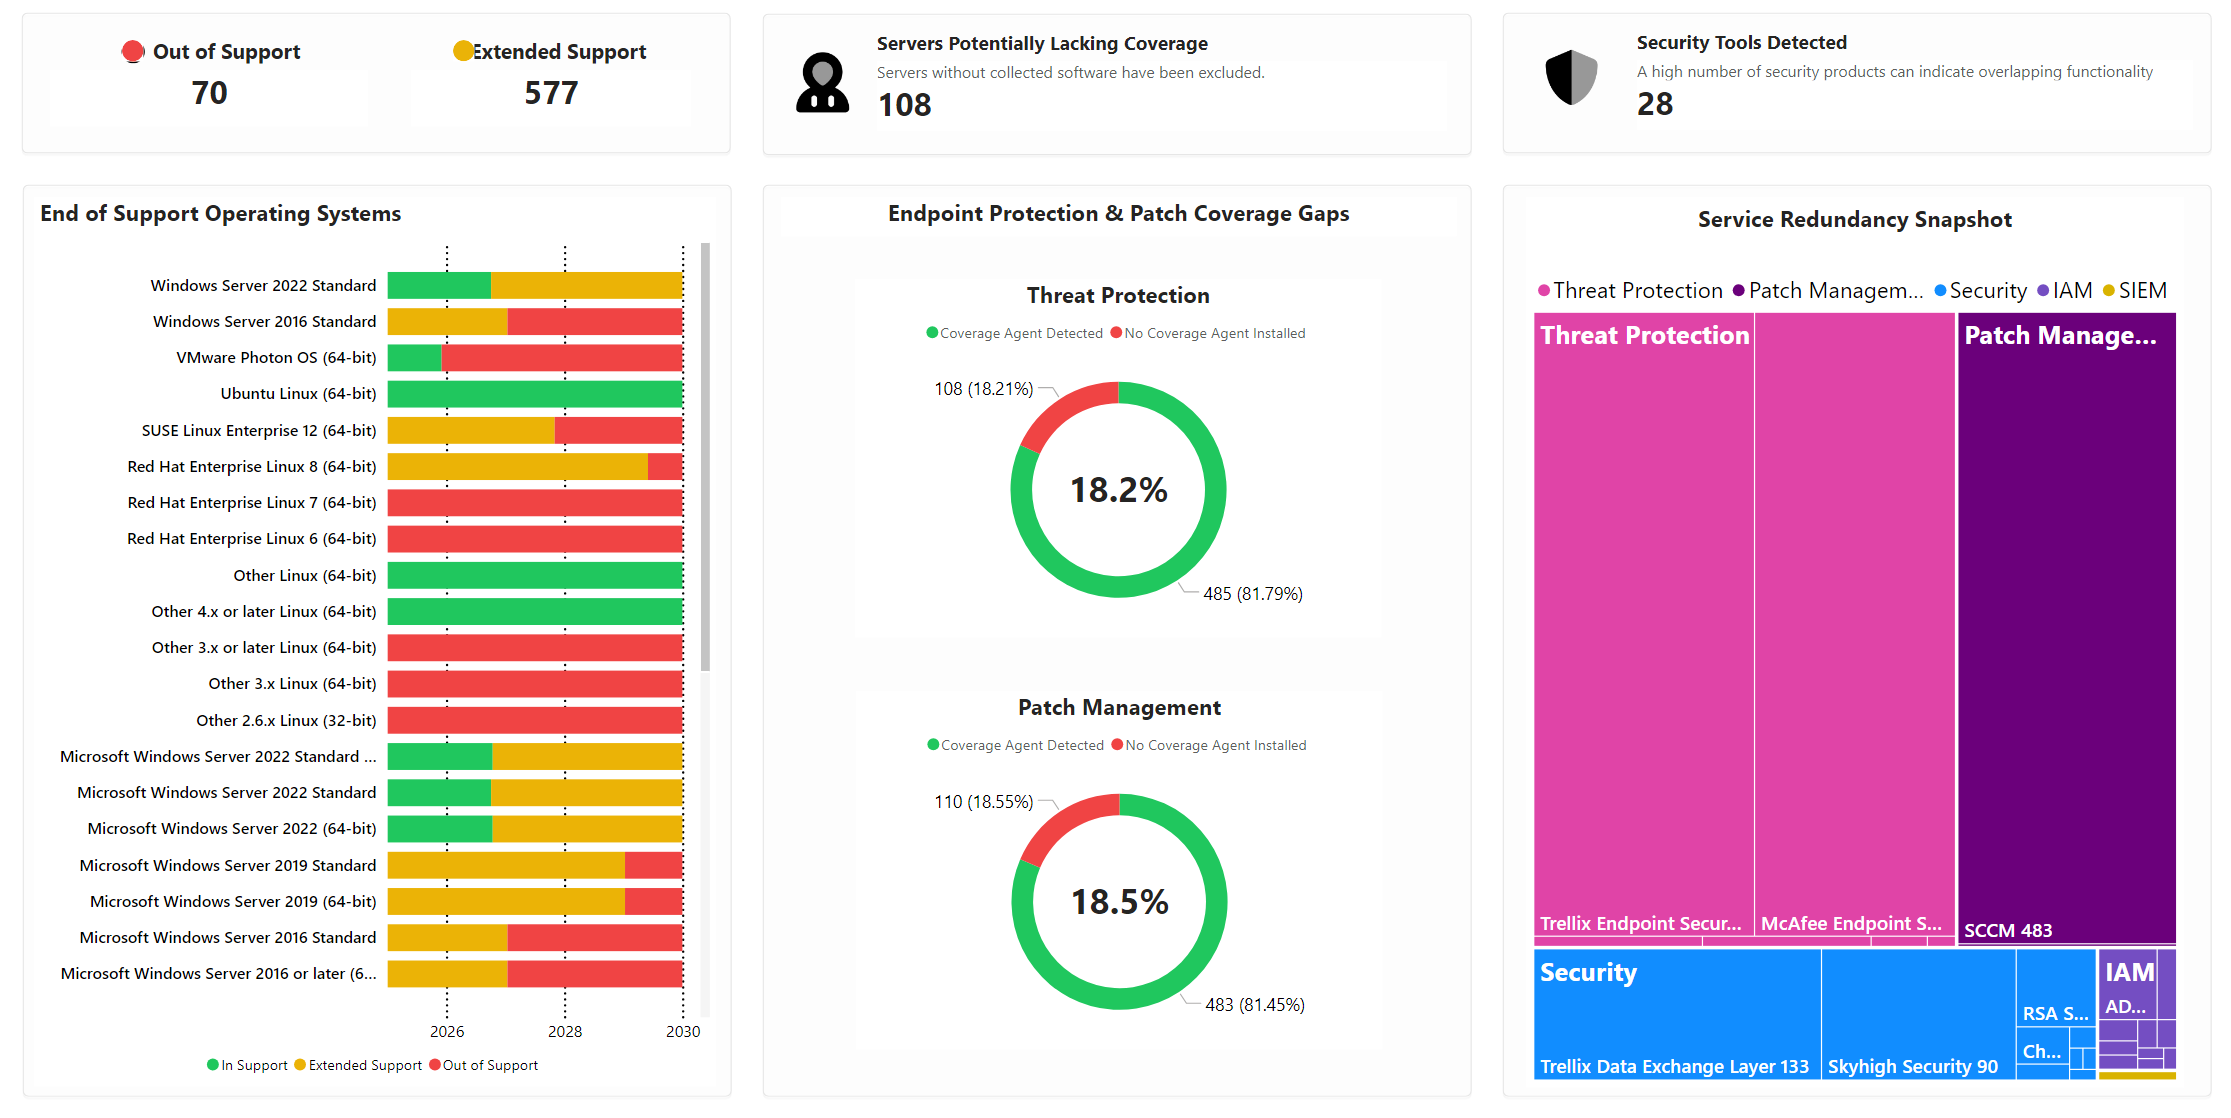 Out of Support
70
Extended Support
577
Servers Potentially Lacking Coverage
Servers without collected software have been excluded.
108
Security Tools Detected
A high number of security products can indicate overlapping functionality
28
End of Support Operating Systems
Windows Server 2022 Standard
Windows Server 2016 Standard
VMware Photon OS (64-bit)
Ubuntu Linux (64-bit)
SUSE Linux Enterprise 12 (64-bit)
Red Hat Enterprise Linux 8 (64-bit)
Red Hat Enterprise Linux 7 (64-bit)
Red Hat Enterprise Linux 6 (64-bit)
Other Linux (64-bit)
Other 4.x or later Linux (64-bit)
Other 3.x or later Linux (64-bit)
Other 3.x Linux (64-bit)
Other 2.6.x Linux (32-bit)
Microsoft Windows Server 2022 Standard ...
Microsoft Windows Server 2022 Standard
Microsoft Windows Server 2022 (64-bit)
Microsoft Windows Server 2019 Standard
Microsoft Windows Server 2019 (64-bit)
Microsoft Windows Server 2016 Standard
Microsoft Windows Server 2016 or later (6...
2026 2028 2030
In Support Extended Support Out of Support
Endpoint Protection & Patch Coverage Gaps
Threat Protection
Coverage Agent Detected No Coverage Agent Installed
108 (18.21%)
18.2%
485 (81.79%)
Patch Management
Coverage Agent Detected No Coverage Agent Installed
110 (18.55%)
18.5%
483 (81.45%)
Service Redundancy Snapshot
Threat Protection Patch Managem... Security IAM SIEM
Threat Protection
Patch Manage...
Trellix Endpoint Secur... McAfee Endpoint S...
SCCM 483
Security
IAM
RSA S...
AD...
Ch...
Trellix Data Exchange Layer 133 Skyhigh Security 90